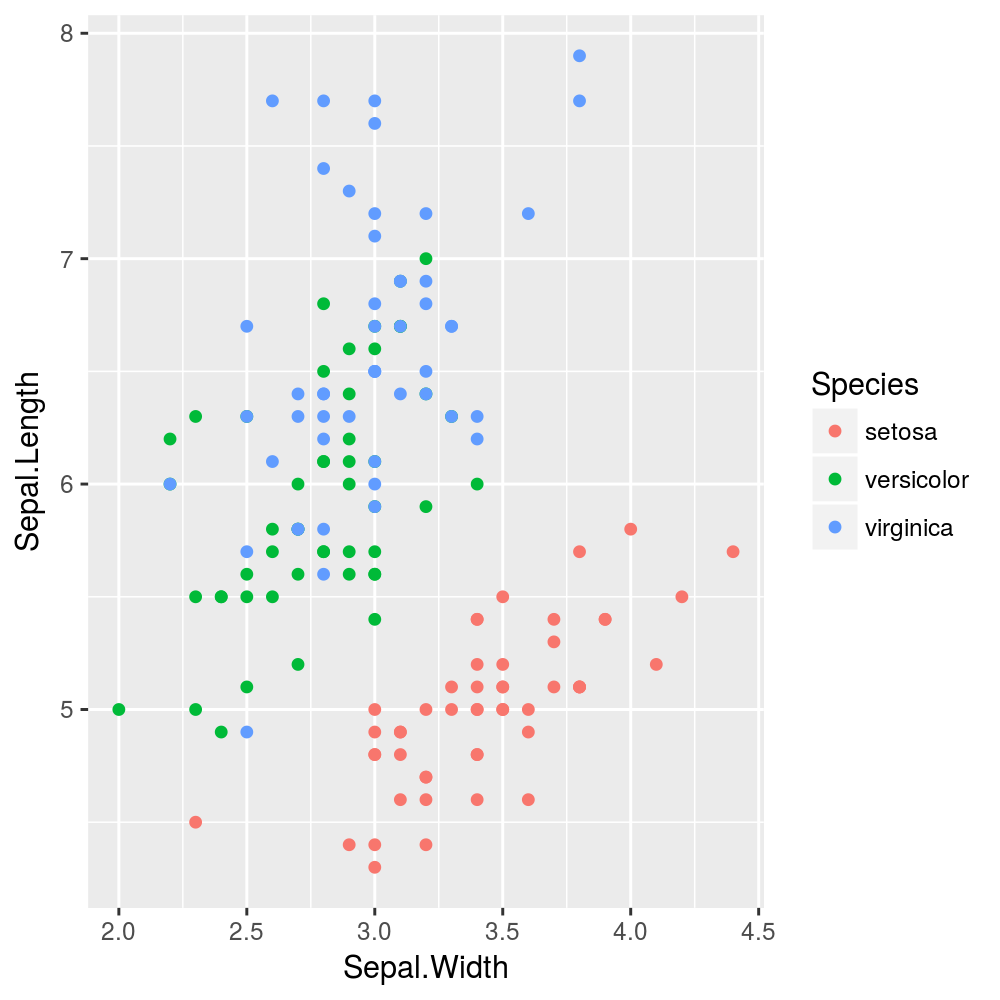 8
7
6
5
Sepal.Length
2.0 2.5 3.0 3.5 4.0 4.5
Sepal.Width
Species
setosa
versicolor
virginica